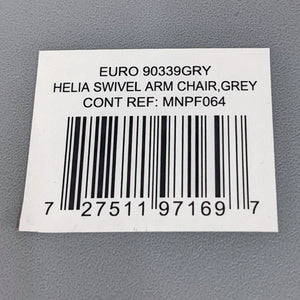 EURO 90339GRY
HELIA SWIVEL ARM CHAIR,GREY
CONT REF: MNPF064
7 27511 97169 7